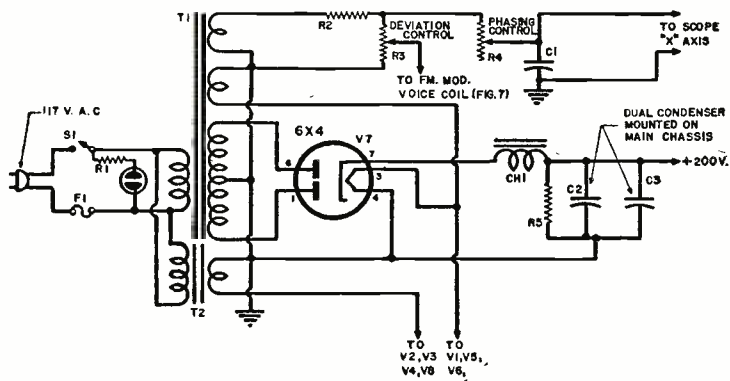 T1
R2
DEVIATION
CONTROL
R3
PHASING
CONTROL
R4
C1
TO SCOPE
"X"
AXIS
TO FM. MOD.
VOICE COIL (FIG.7)
117 V. A.C
S1
R1
F1
6X4
V7
6
1
7
3
4
CH1
DUAL CONDENSER
MOUNTED ON
MAIN CHASSIS
+200V.
R5
C2
C3
T2
TO
V2,V3
V4,V8
TO
V1,V5,
V6,